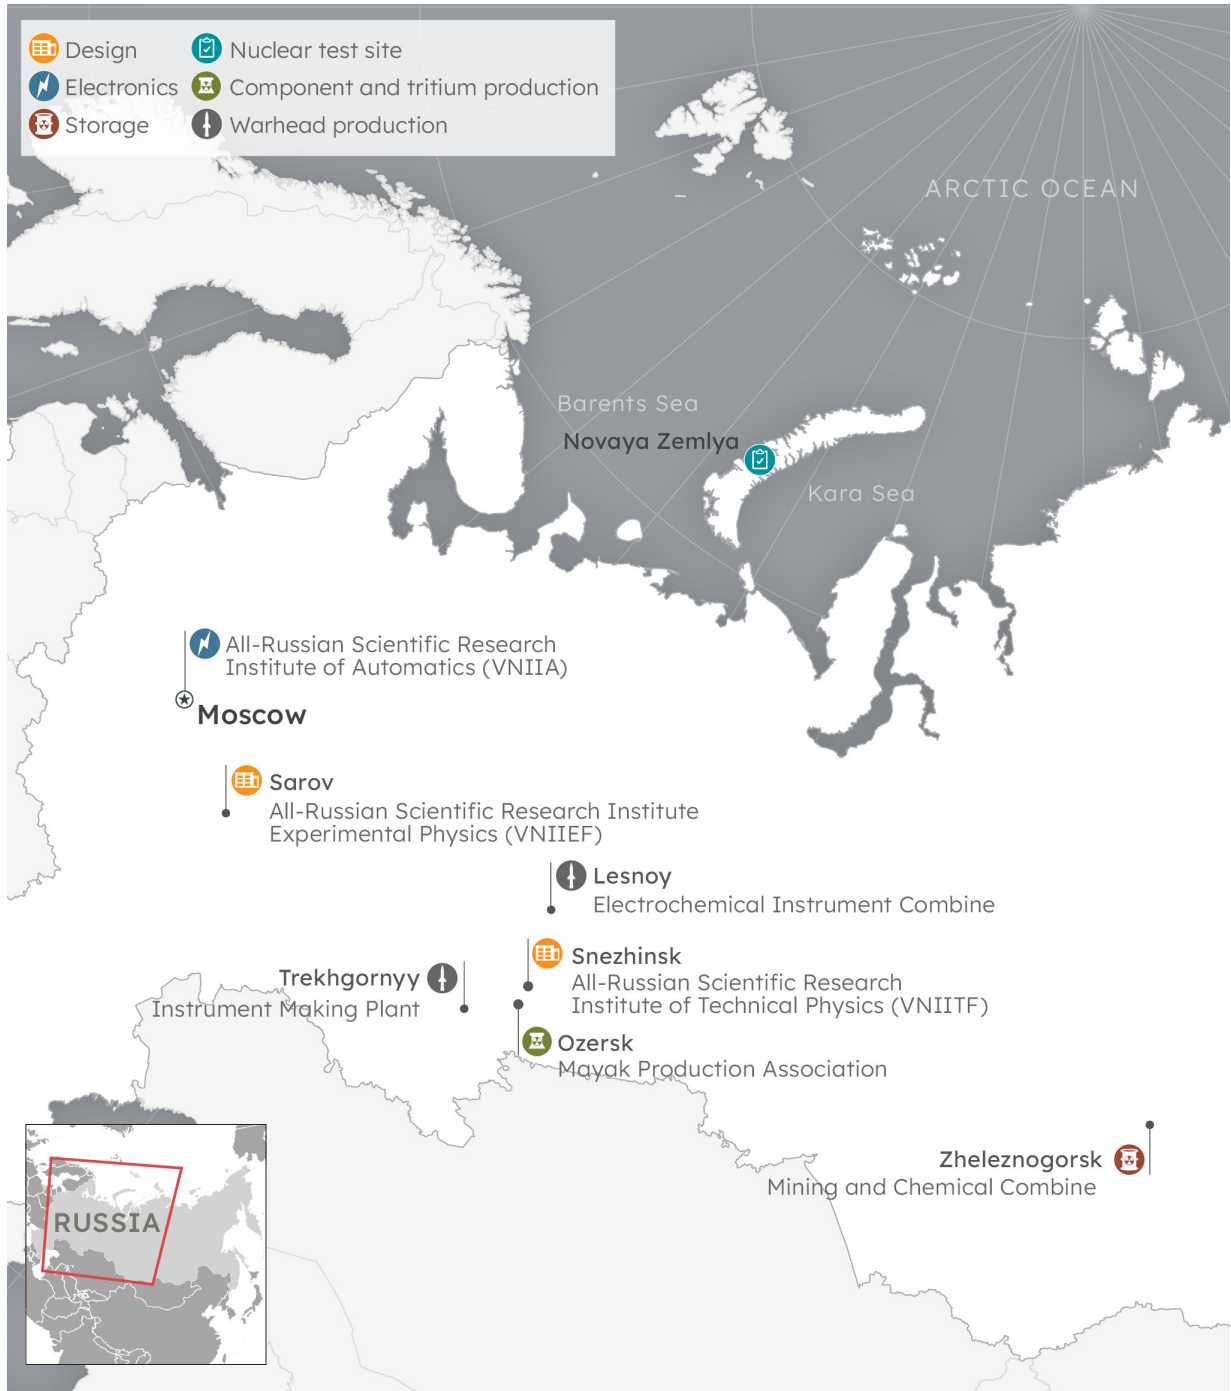 Design
Nuclear test site
Electronics
Component and tritium production
Storage
Warhead production
ARCTIC OCEAN
Barents Sea
Novaya Zemlya
Kara Sea
All-Russian Scientific Research
Institute of Automatics (VNIIA)
Moscow
Sarov
All-Russian Scientific Research Institute
Experimental Physics (VNIIEF)
Lesnoy
Electrochemical Instrument Combine
Snezhinsk
All-Russian Scientific Research
Institute of Technical Physics (VNIITF)
Trekhgornyy
Instrument Making Plant
Ozersk
Mayak Production Association
Zheleznogorsk
Mining and Chemical Combine
RUSSIA